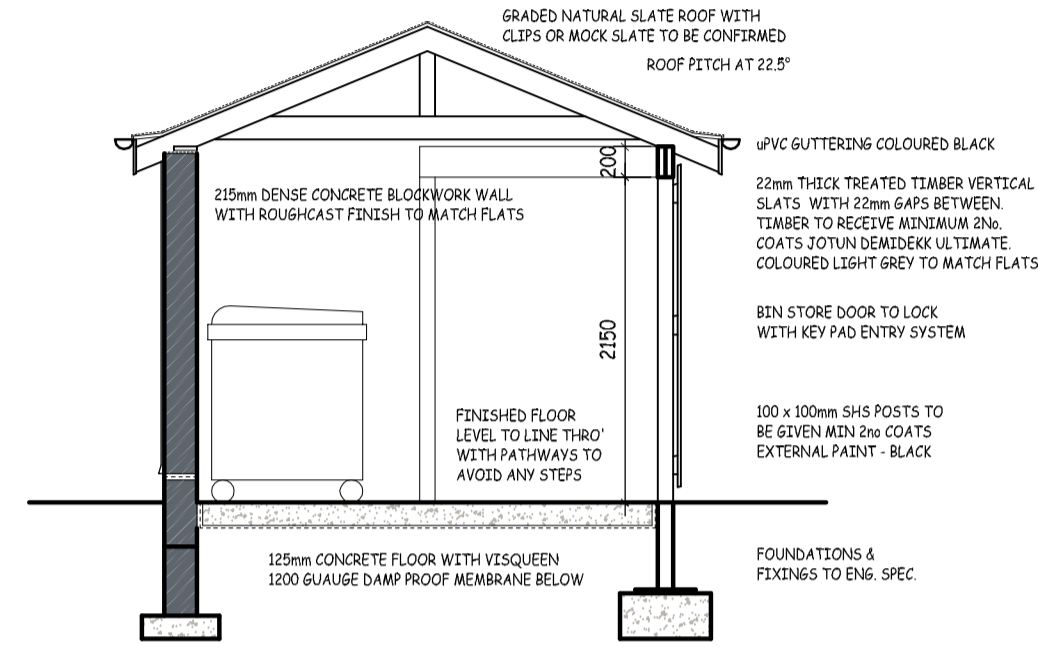 GRADED NATURAL SLATE ROOF WITH
CLIPS OR MOCK SLATE TO BE CONFIRMED
ROOF PITCH AT 22.5°
uPVC GUTTERING COLOURED BLACK
200
215mm DENSE CONCRETE BLOCKWORK WALL
WITH ROUGHCAST FINISH TO MATCH FLATS
22mm THICK TREATED TIMBER VERTICAL
SLATS WITH 22mm GAPS BETWEEN.
TIMBER TO RECEIVE MINIMUM 2No.
COATS JOTUN DEMIDEKK ULTIMATE.
COLOURED LIGHT GREY TO MATCH FLATS
BIN STORE DOOR TO LOCK
WITH KEY PAD ENTRY SYSTEM
2150
FINISHED FLOOR
LEVEL TO LINE THRO'
WITH PATHWAYS TO
AVOID ANY STEPS
100 x 100mm SHS POSTS TO
BE GIVEN MIN 2no COATS
EXTERNAL PAINT - BLACK
125mm CONCRETE FLOOR WITH VISQUEEN
1200 GUAUGE DAMP PROOF MEMBRANE BELOW
FOUNDATIONS &
FIXINGS TO ENG. SPEC.